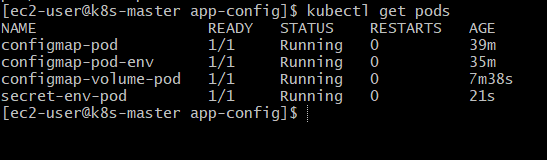 [ec2-user@k8s-master app-config]$ kubectl get pods
NAME READY STATUS RESTARTS AGE
configmap-pod 1/1 Running 0 39m
configmap-pod-env 1/1 Running 0 35m
configmap-volume-pod 1/1 Running 0 7m38s
secret-env-pod 1/1 Running 0 21s
[ec2-user@k8s-master app-config]$